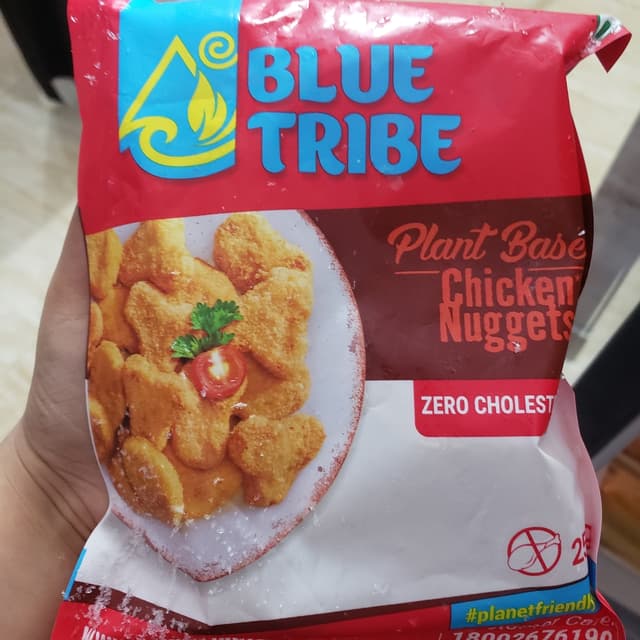 BLUE
TRIBE
Plant Base
Chicken
Nuggets
ZERO CHOLEST
#planetfriendl